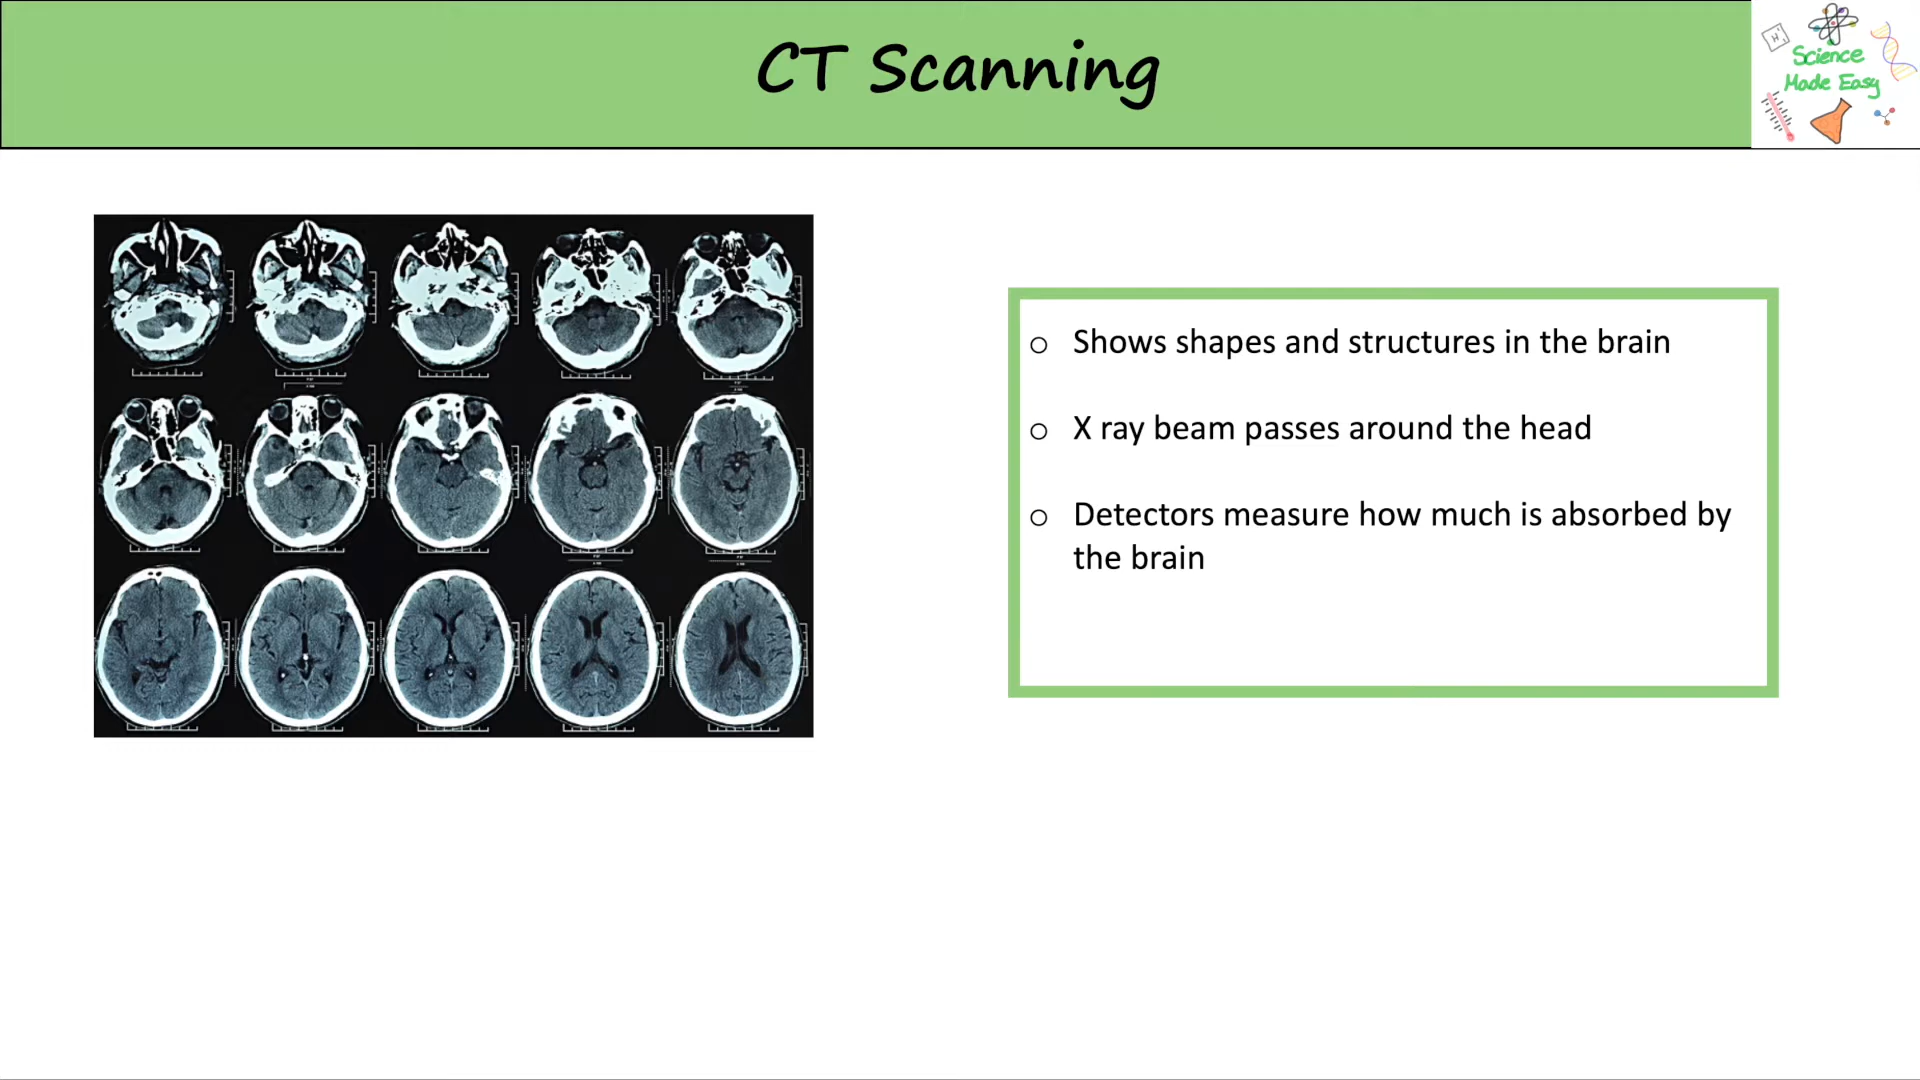 CT Scanning
Science
Made Easy
Shows shapes and structures in the brain
X ray beam passes around the head
Detectors measure how much is absorbed by
the brain